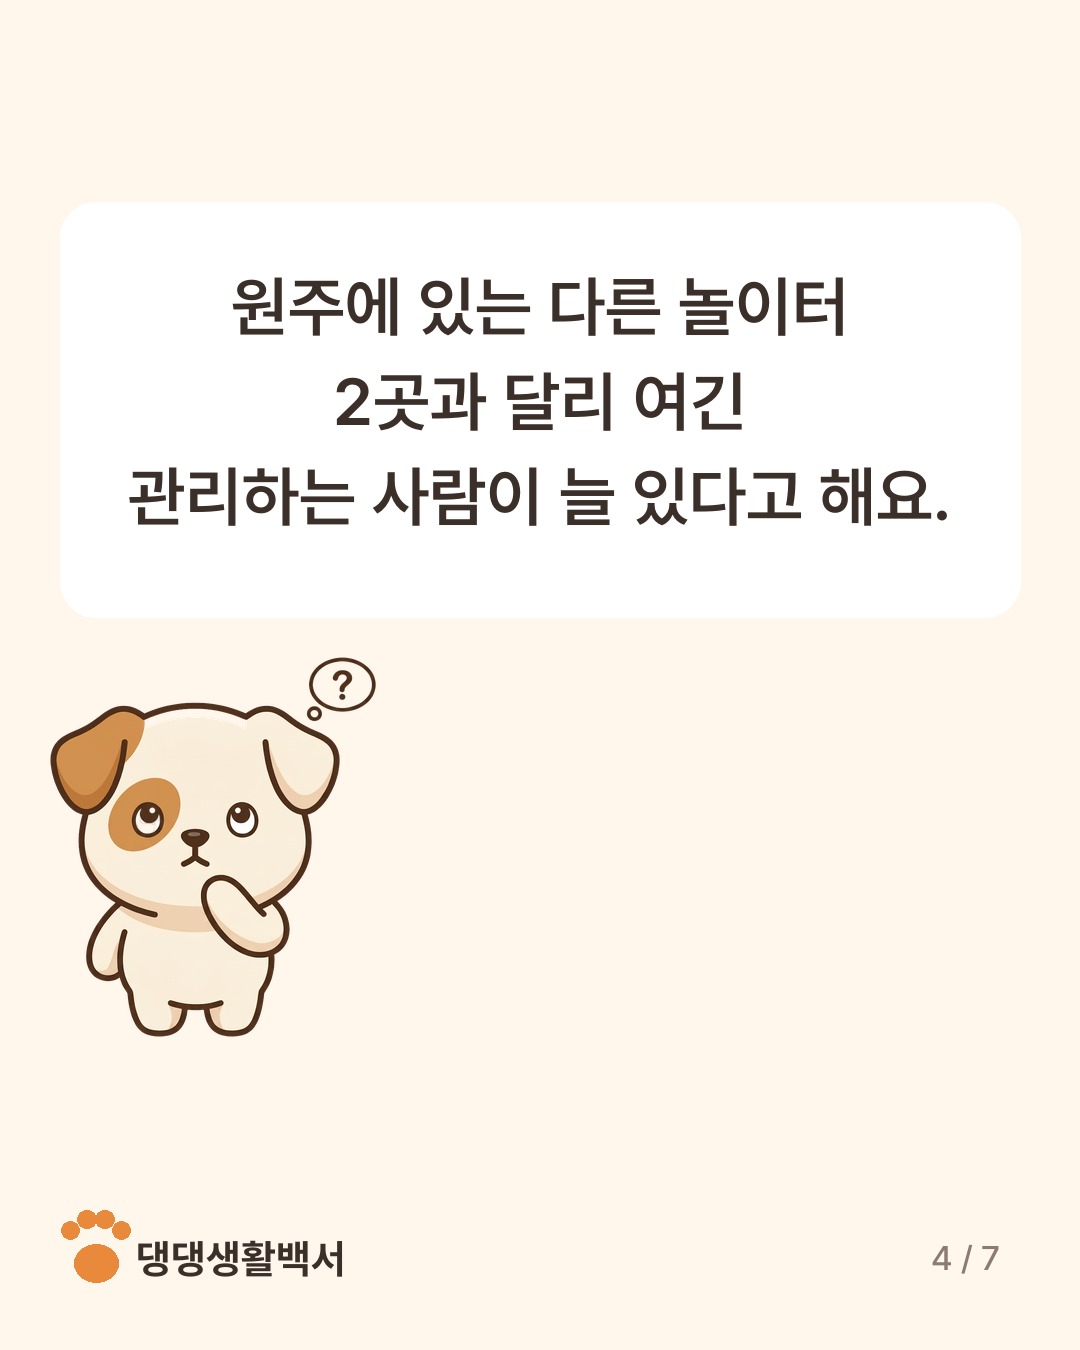 원주에 있는 다른 놀이터
2곳과 달리 여긴
관리하는 사람이 늘 있다고 해요.
?
댕댕생활백서
4 / 7